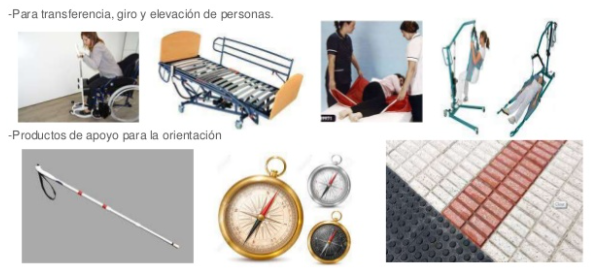 -Para transferencia, giro y elevación de personas.
-Productos de apoyo para la orientación